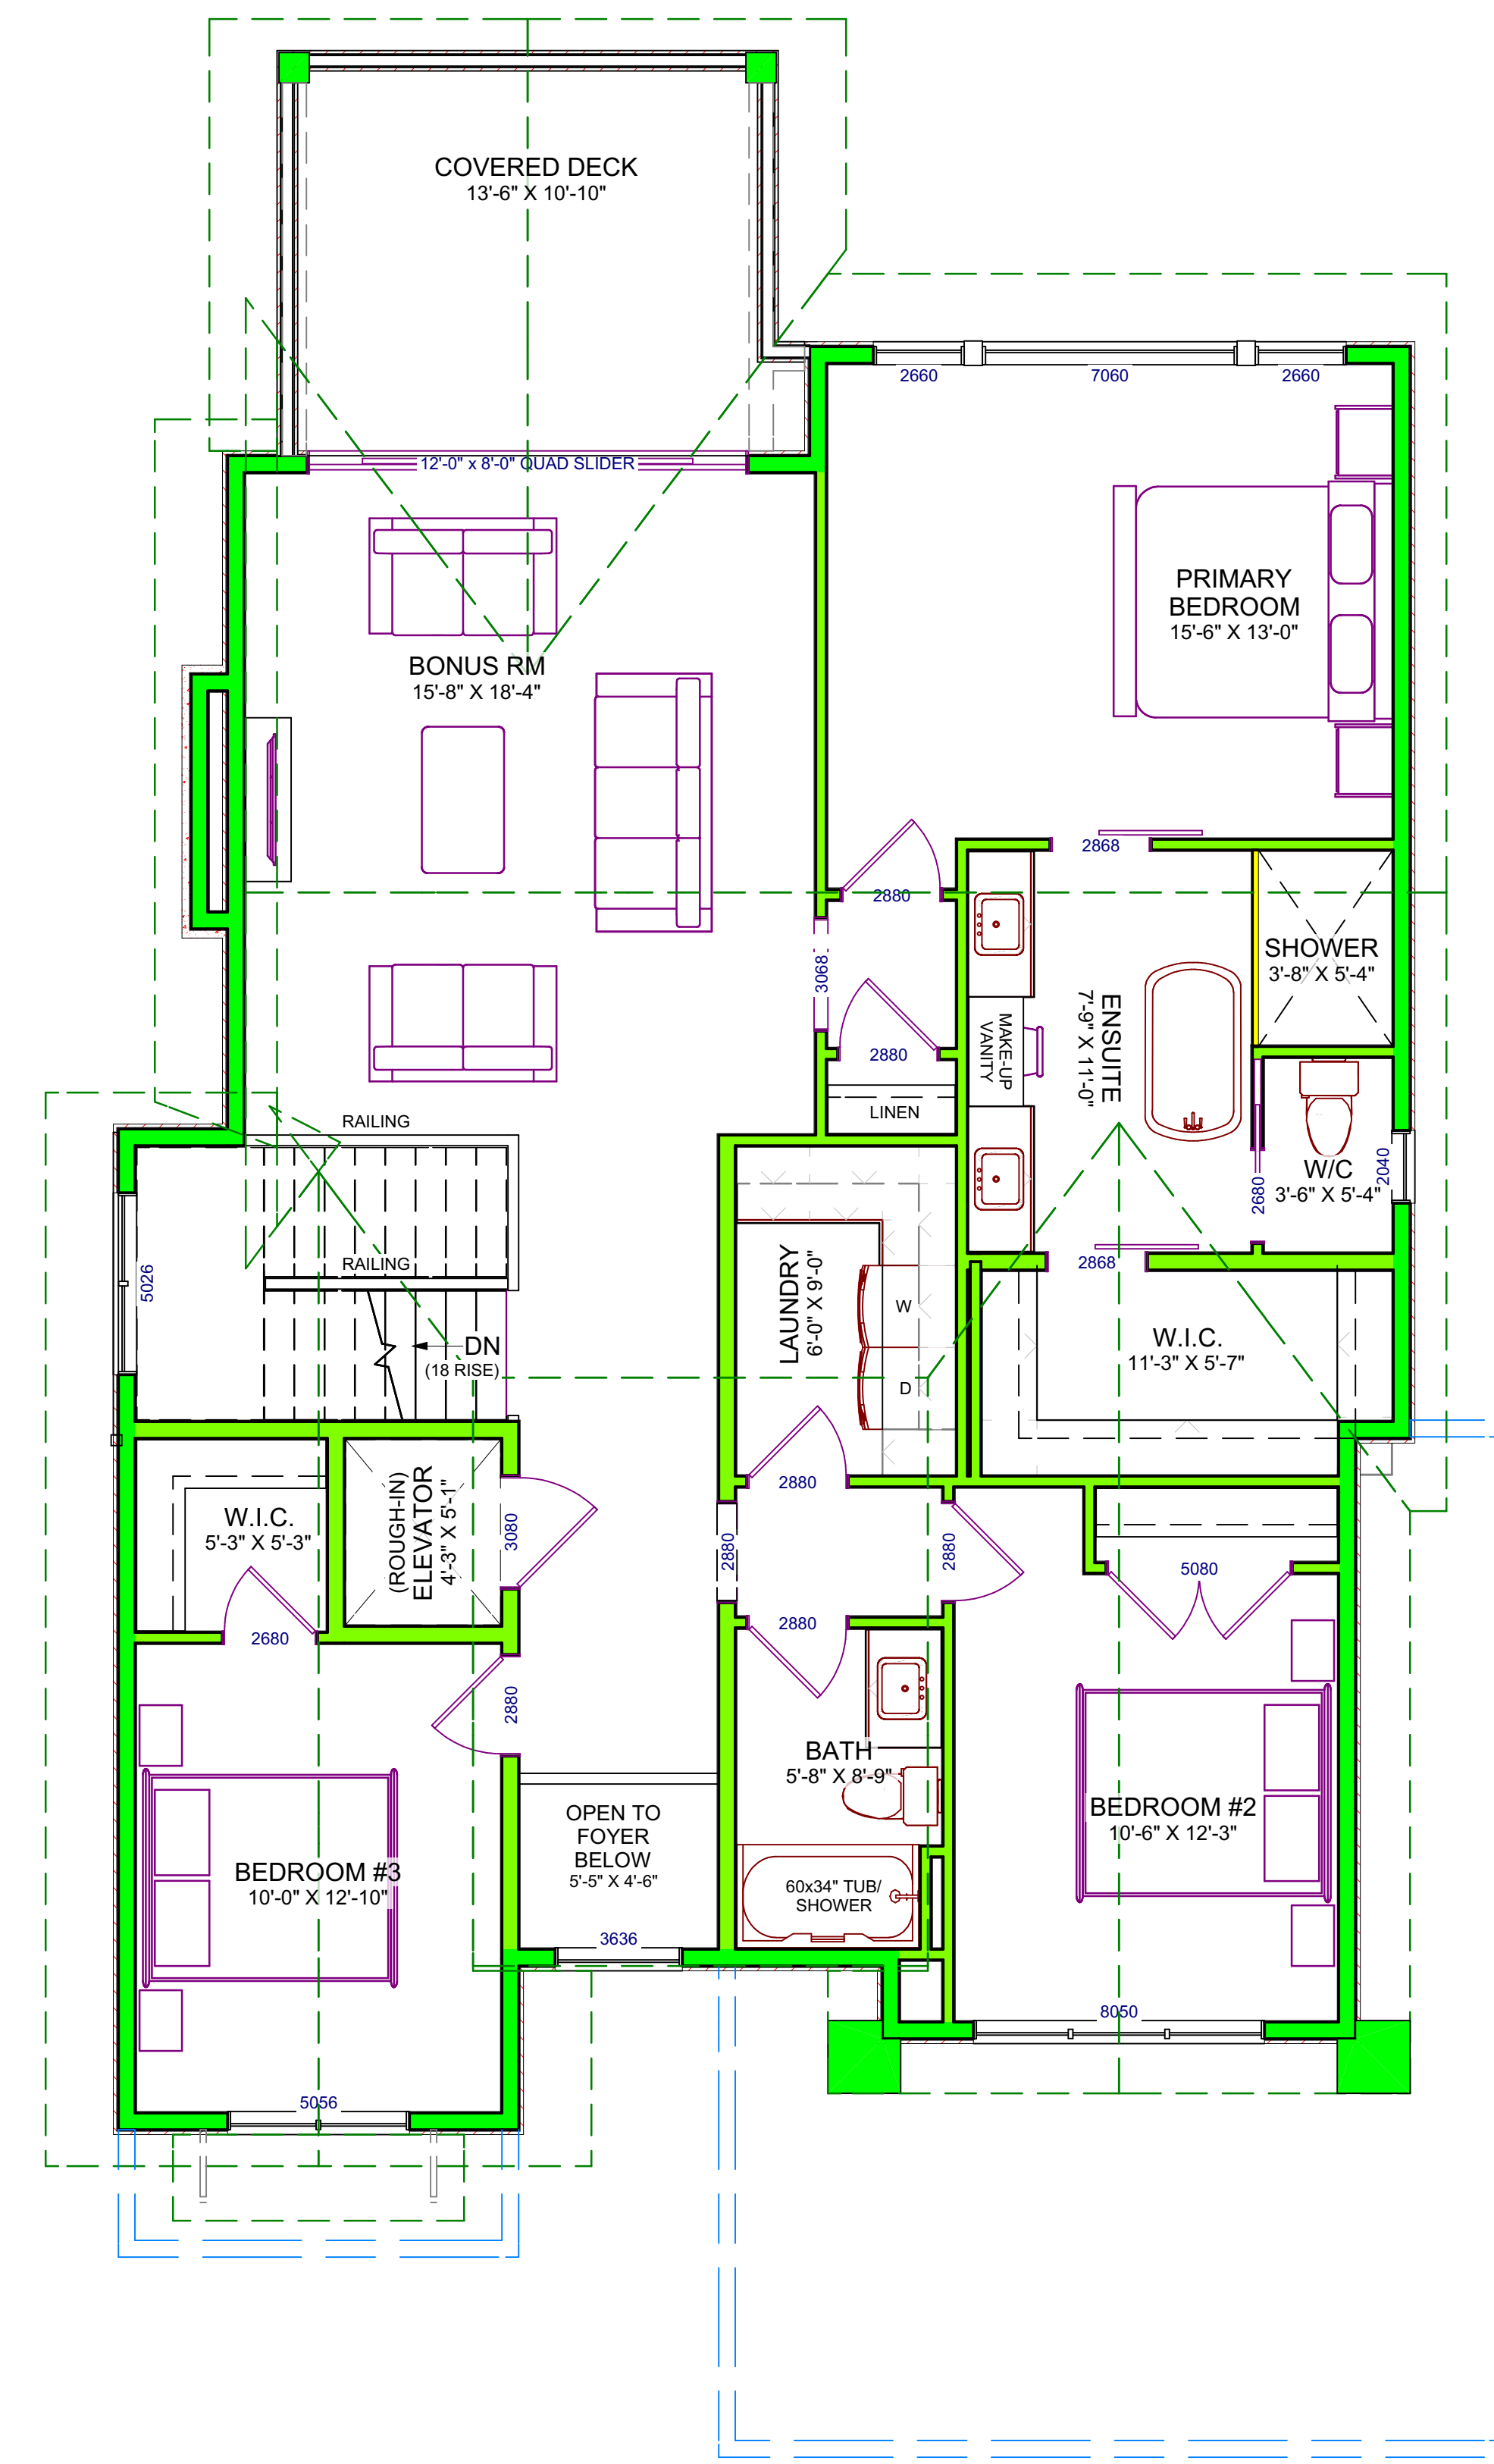 COVERED DECK
13'-6" X 10'-10"
2660
7060
2660
12'-0" x 8'-0" QUAD SLIDER
PRIMARY
BEDROOM
15'-6" X 13'-0"
BONUS RM
15'-8" X 18'-4"
2868
2880
3068
SHOWER
3'-8" X 5'-4"
ENSUITE
7'-9" X 11'-0"
MAKE-UP
VANITY
2880
LINEN
RAILING
W/C
3'-6" X 5'-4"
2040
2680
RAILING
5026
2868
LAUNDRY
6'-0" X 9'-0"
W
D
DN
(18 RISE)
W.I.C.
11'-3" X 5'-7"
W.I.C.
5'-3" X 5'-3"
(ROUGH-IN)
ELEVATOR
4'-3" X 5'-1"
3080
2880
2880
2880
5080
2680
2880
2880
BATH
5'-8" X 8'-9"
BEDROOM #2
10'-6" X 12'-3"
OPEN TO
FOYER
BELOW
5'-5" X 4'-6"
BEDROOM #3
10'-0" X 12'-10"
60x34" TUB/
SHOWER
3636
8050
5056